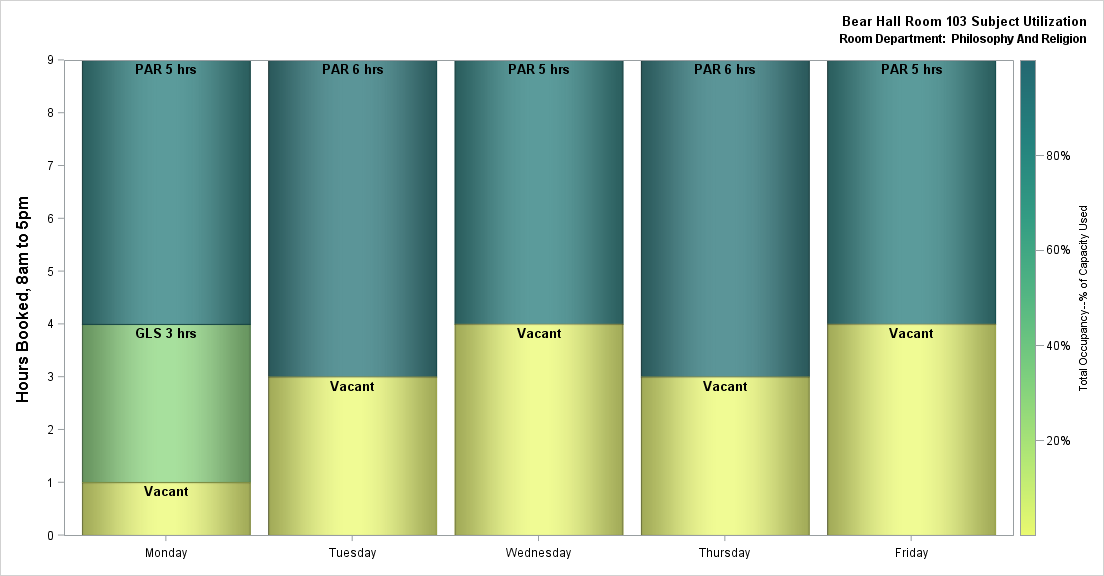 Bear Hall Room 103 Subject Utilization
Room Department: Philosophy And Religion
Hours Booked, 8am to 5pm
9
8
7
6
5
4
3
2
1
0
PAR 5 hrs
GLS 3 hrs
Vacant
PAR 6 hrs
Vacant
PAR 5 hrs
Vacant
PAR 6 hrs
Vacant
PAR 5 hrs
Vacant
Monday
Tuesday
Wednesday
Thursday
Friday
80%
60%
40%
20%
Total Occupancy--% of Capacity Used